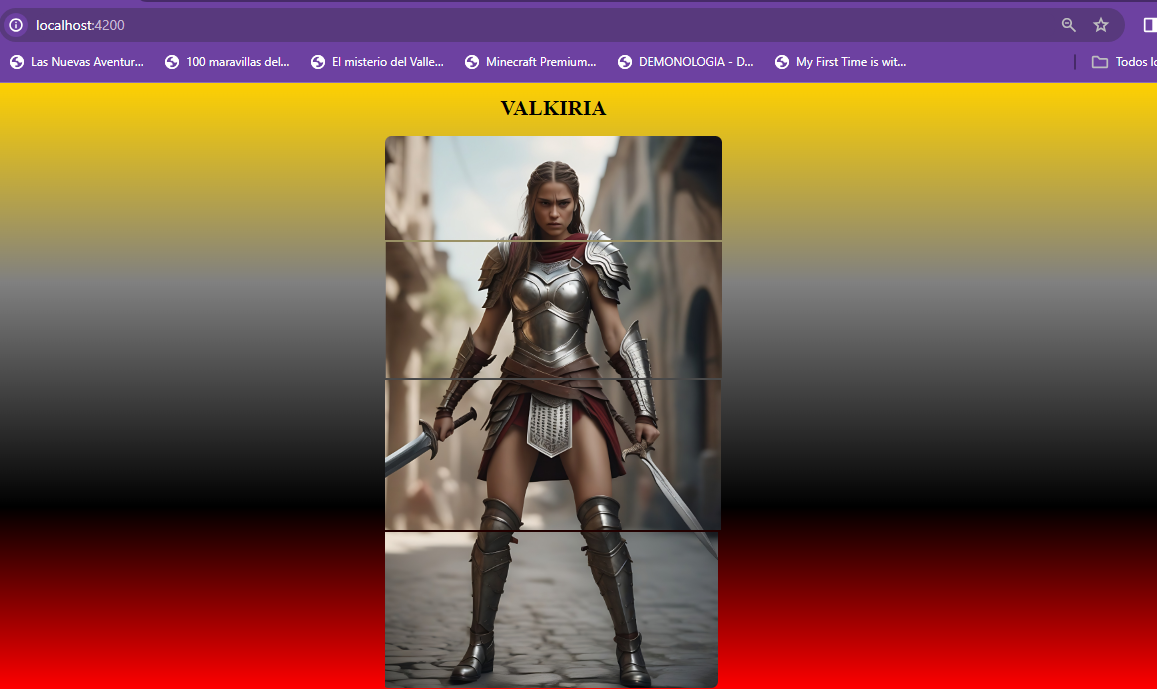 localhost:4200
Las Nuevas Aventur... 100 maravillas del... El misterio del Valle... Minecraft Premium... DEMONOLOGIA - D... My First Time is wit... Todos lo
VALKIRIA